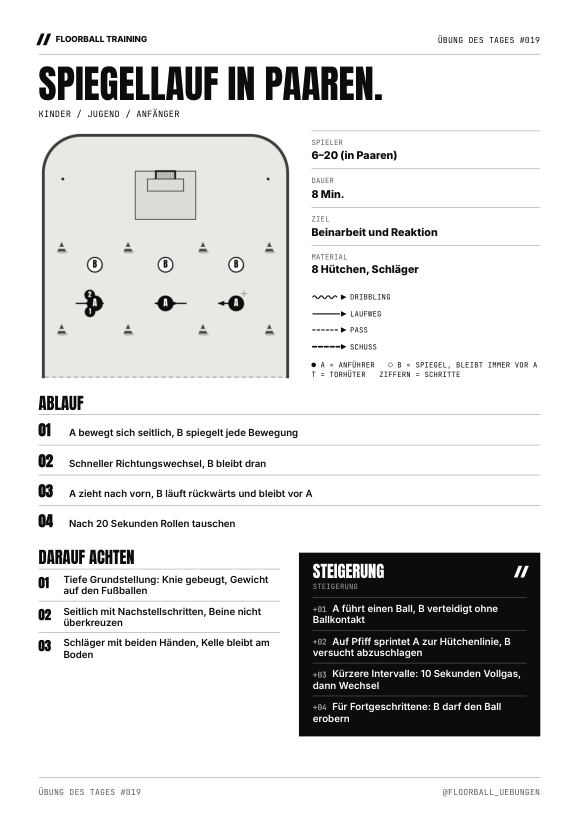 FLOORBALL TRAINING
ÜBUNG DES TAGES #019
SPIEGELLAUF IN PAAREN.
KINDER / JUGEND / ANFÄNGER
B
B
B
2
A
1
A
A
SPIELER
6–20 (in Paaren)
DAUER
8 Min.
ZIEL
Beinarbeit und Reaktion
MATERIAL
8 Hütchen, Schläger
DRIBBLING
LAUFWEG
PASS
SCHUSS
● A = ANFÜHRER ○ B = SPIEGEL, BLEIBT IMMER VOR A
T = TORHÜTER ZIFFERN = SCHRITTE
ABLAUF
01 A bewegt sich seitlich, B spiegelt jede Bewegung
02 Schneller Richtungswechsel, B bleibt dran
03 A zieht nach vorn, B läuft rückwärts und bleibt vor A
04 Nach 20 Sekunden Rollen tauschen
DARAUF ACHTEN
01 Tiefe Grundstellung: Knie gebeugt, Gewicht
auf den Fußballen
02 Seitlich mit Nachstellschritten, Beine nicht
überkreuzen
03 Schläger mit beiden Händen, Kelle bleibt am
Boden
STEIGERUNG
STEIGERUNG
+01 A führt einen Ball, B verteidigt ohne
Ballkontakt
+02 Auf Pfiff sprintet A zur Hütchenlinie, B
versucht abzuschlagen
+03 Kürzere Intervalle: 10 Sekunden Vollgas,
dann Wechsel
+04 Für Fortgeschrittene: B darf den Ball
erobern
ÜBUNG DES TAGES #019
@FLOORBALL_UEBUNGEN